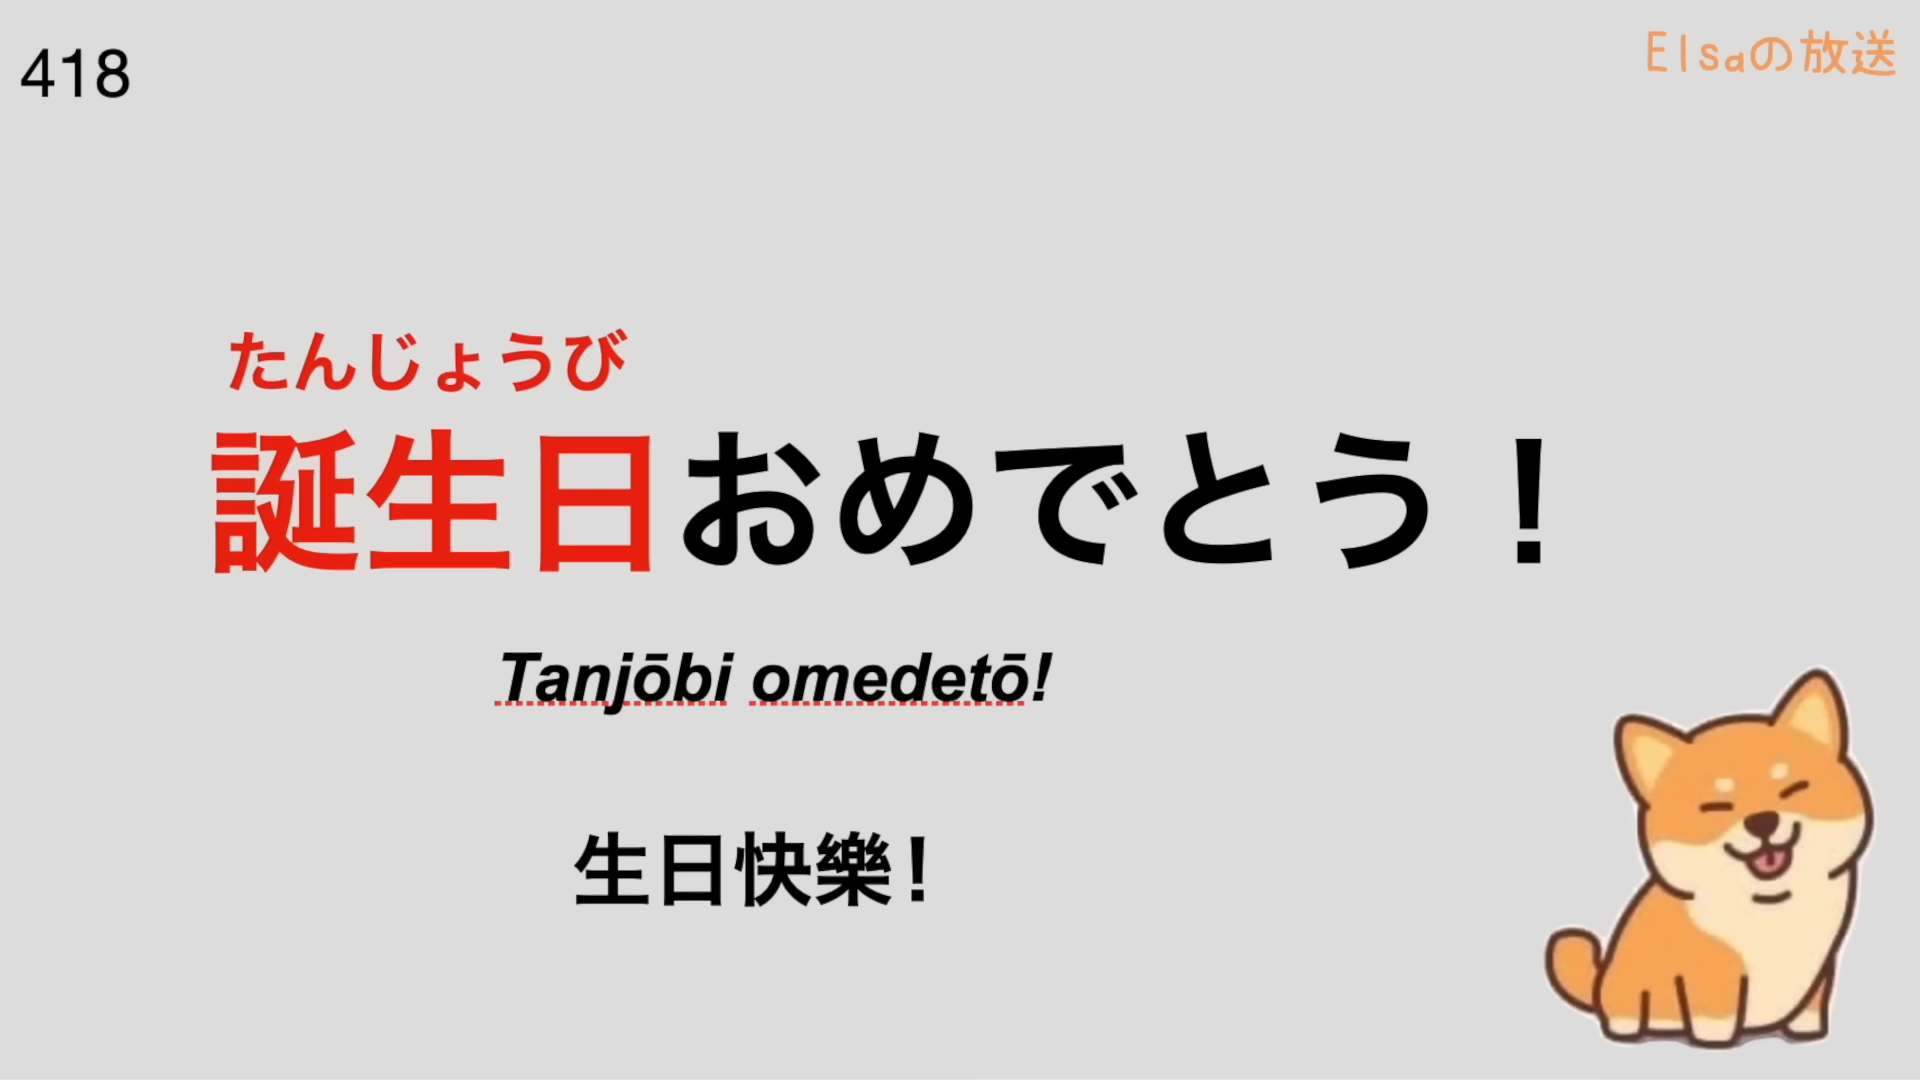 418
Elsaの放送
たんじょうび
誕生日おめでとう！
Tanjōbi omedetō!
生日快樂！